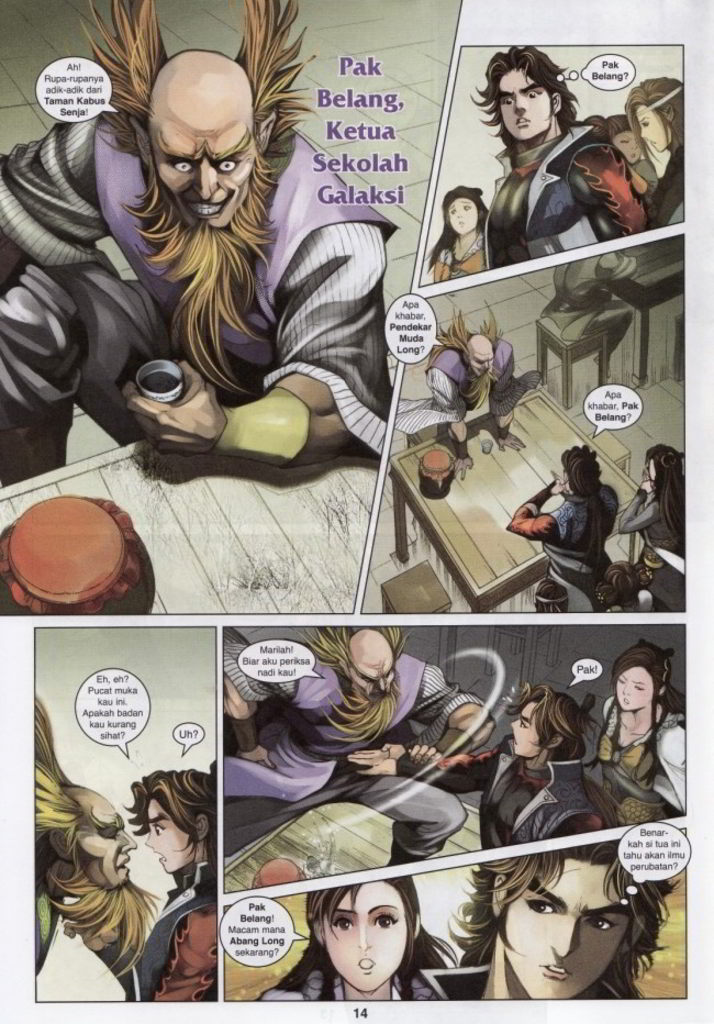 Ah!
Rupa-rupanya
adik-adik dari
Taman Kabus
Senja!
Pak
Belang,
Ketua
Sekolah
Galaksi
Pak
Belang?
Apa
khabar,
Pendekar
Muda
Long?
Apa
khabar, Pak
Belang?
Eh, eh?
Pucat muka
kau ini.
Apakah badan
kau kurang
sihat?
Uh?
Marilah!
Biar aku periksa
nadi kau!
Pak!
Pak
Belang!
Macam mana
Abang Long
sekarang?
Benar-
kah si tua ini
tahu akan ilmu
perubatan?
14